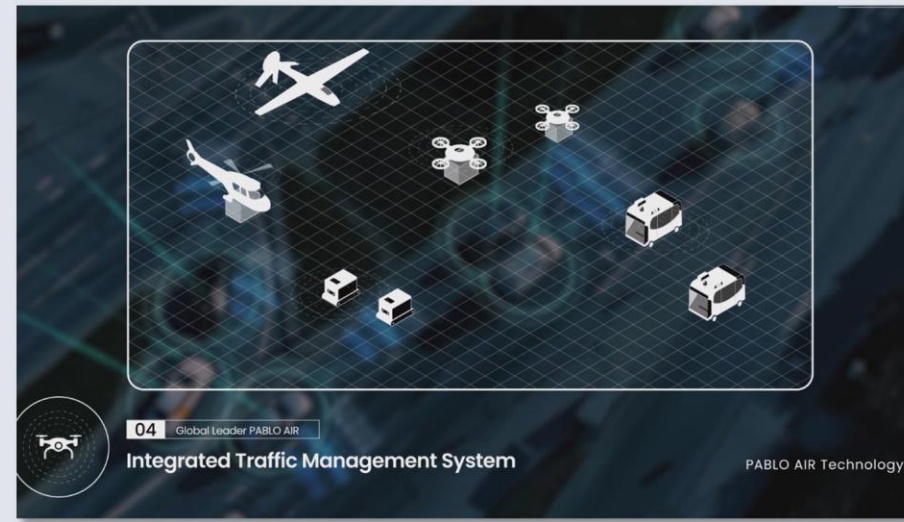 04 Global Leader PABLO AIR
Integrated Traffic Management System
PABLO AIR Technology